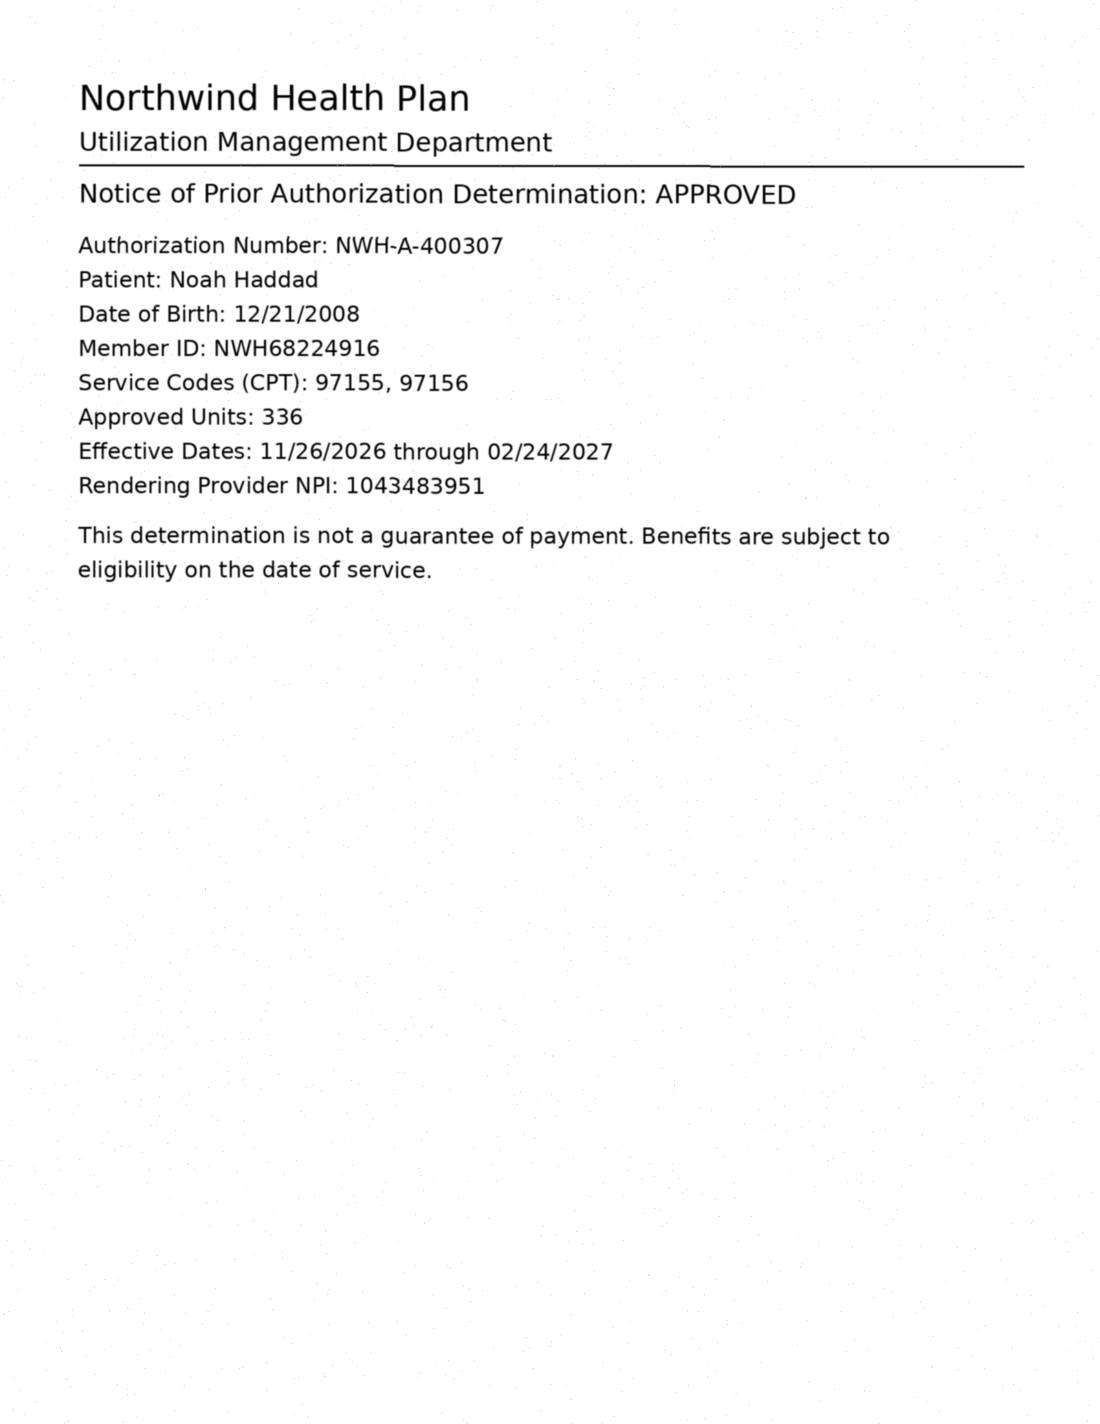 Northwind Health Plan
Utilization Management Department
Notice of Prior Authorization Determination: APPROVED
Authorization Number: NWH-A-400307
Patient: Noah Haddad
Date of Birth: 12/21/2008
Member ID: NWH68224916
Service Codes (CPT): 97155, 97156
Approved Units: 336
Effective Dates: 11/26/2026 through 02/24/2027
Rendering Provider NPI: 1043483951
This determination is not a guarantee of payment. Benefits are subject to
eligibility on the date of service.